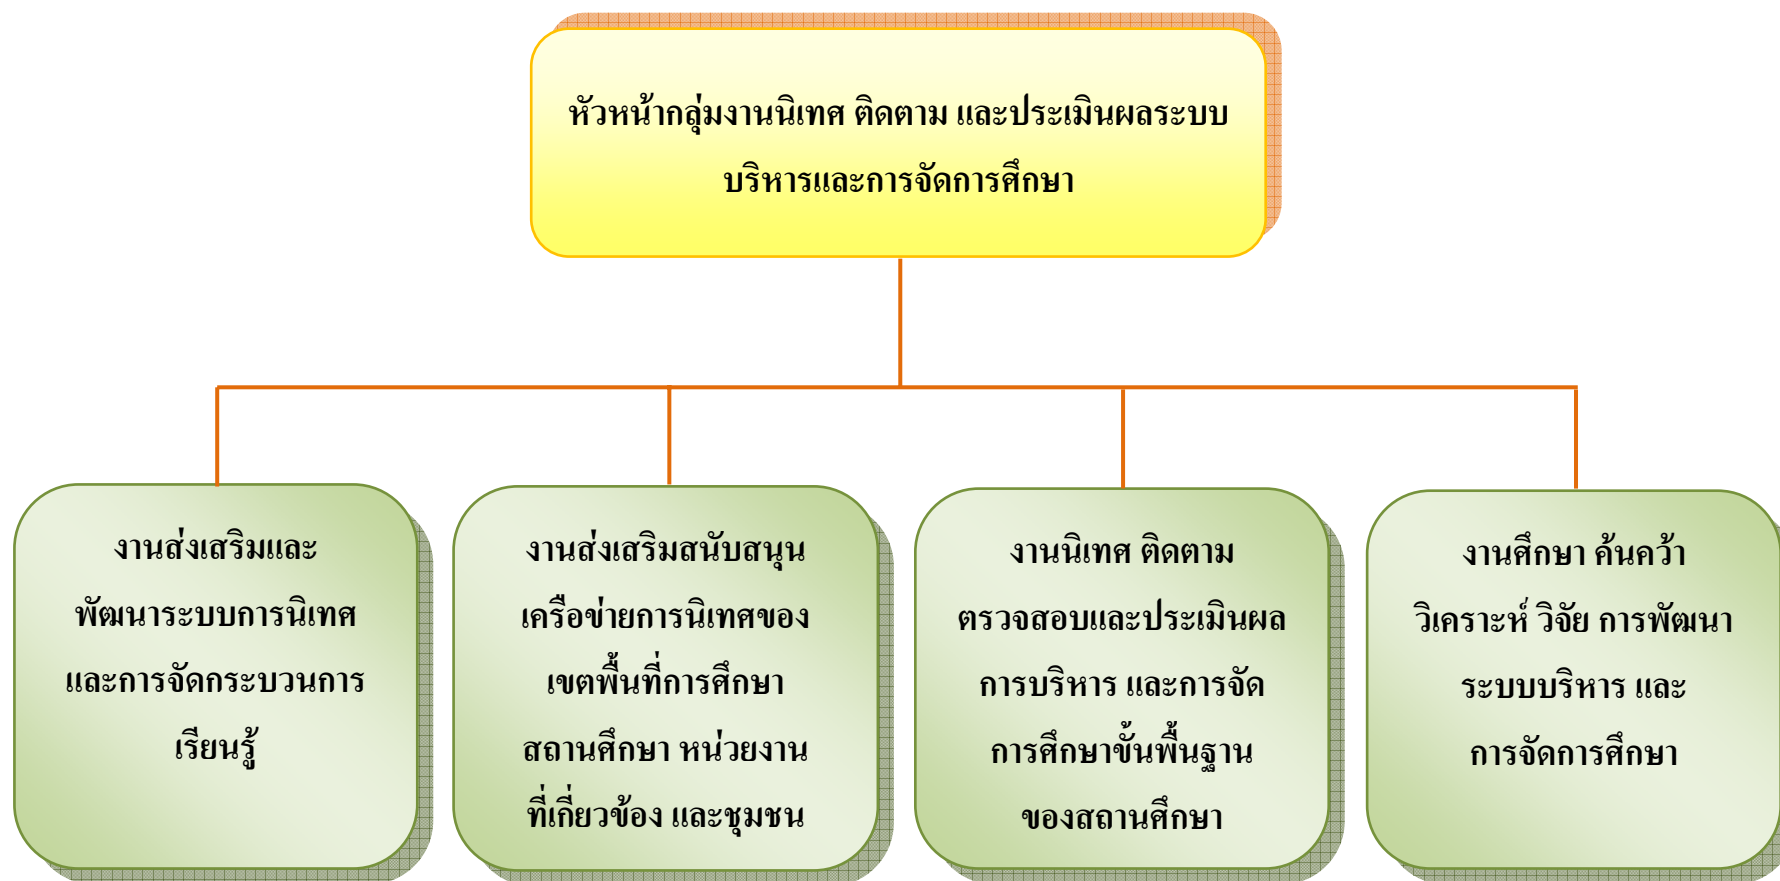 หัวหน้ากลุ่มงานนิเทศ ติดตาม และประเมินผลระบบ
บริหารและการจัดการศึกษา
งานส่งเสริมและ
พัฒนาระบบการนิเทศ
และการจัดกระบวนการ
เรียนรู้
งานส่งเสริมสนับสนุน
เครือข่ายการนิเทศของ
เขตพื้นที่การศึกษา
สถานศึกษา หน่วยงาน
ที่เกี่ยวข้อง และชุมชน
งานนิเทศ ติดตาม
ตรวจสอบและประเมินผล
การบริหาร และการจัด
การศึกษาขั้นพื้นฐาน
ของสถานศึกษา
งานศึกษา ค้นคว้า
วิเคราะห์ วิจัย การพัฒนา
ระบบบริหาร และ
การจัดการศึกษา